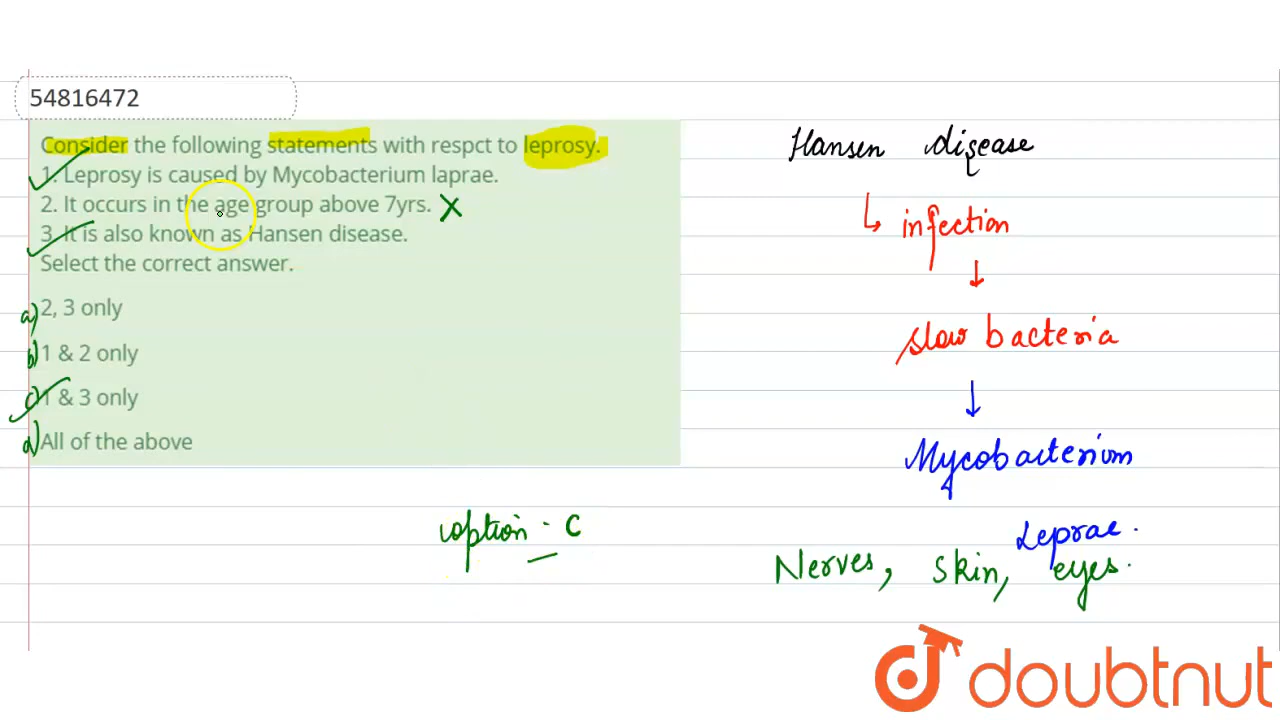 54816472
Consider the following statements with respct to leprosy.
1. Leprosy is caused by Mycobacterium laprae.
2. It occurs in the age group above 7yrs. X
3. It is also known as Hansen disease.
Select the correct answer.
a) 2, 3 only
b) 1 & 2 only
c) 1 & 3 only
d) All of the above
option - C
Hansen disease
infection
slow bacteria
Mycobacterium
Leprae.
Nerves, skin, eyes.
doubtnut